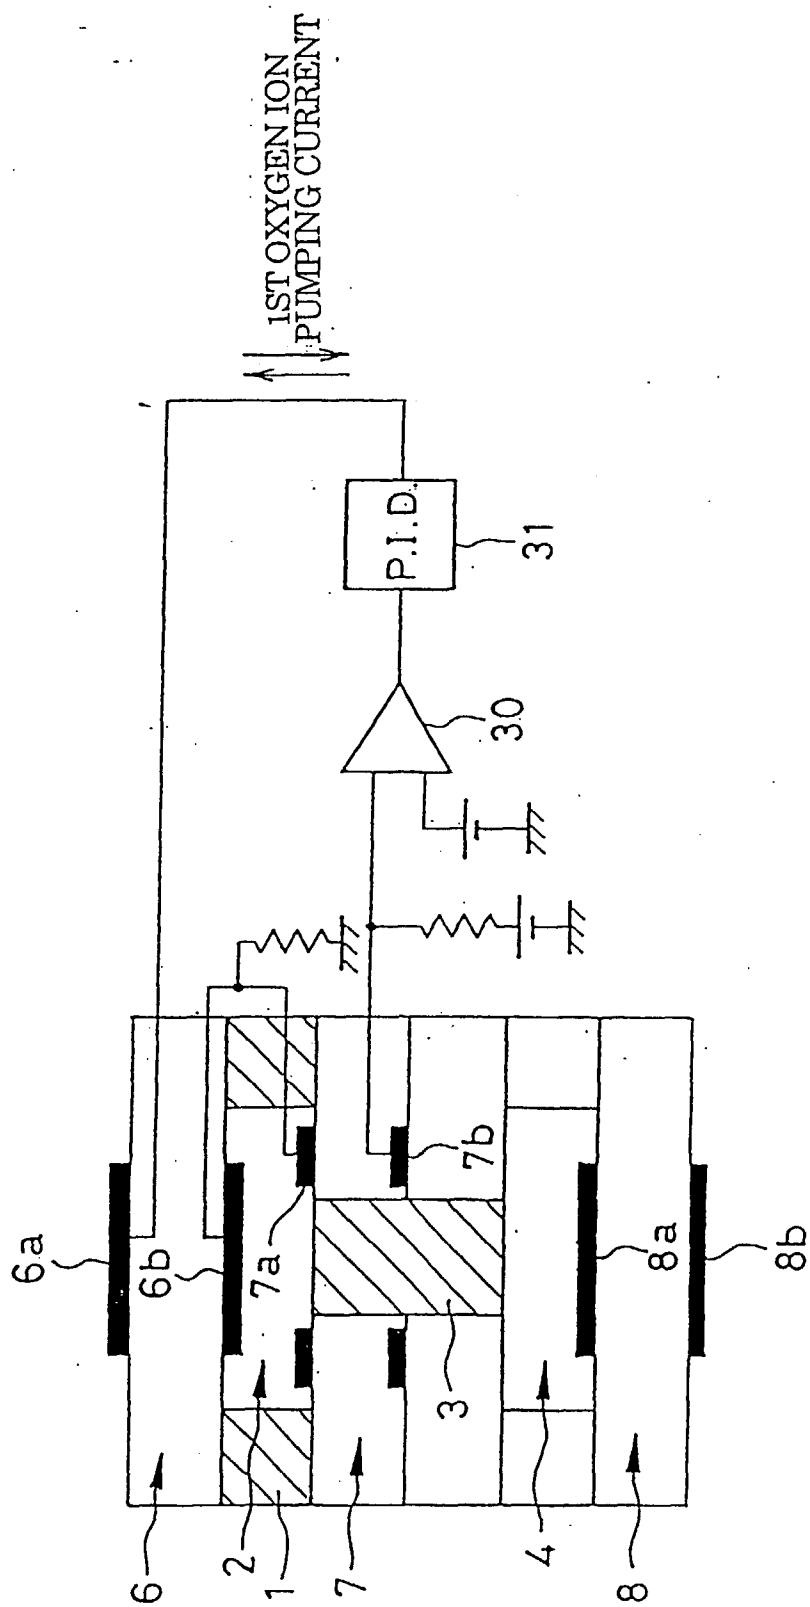 1ST OXYGEN ION
PUMPING CURRENT
P.I.D
31
30
6a
6b
7a
7b
8a
8b
3
6
2
1
7
4
8